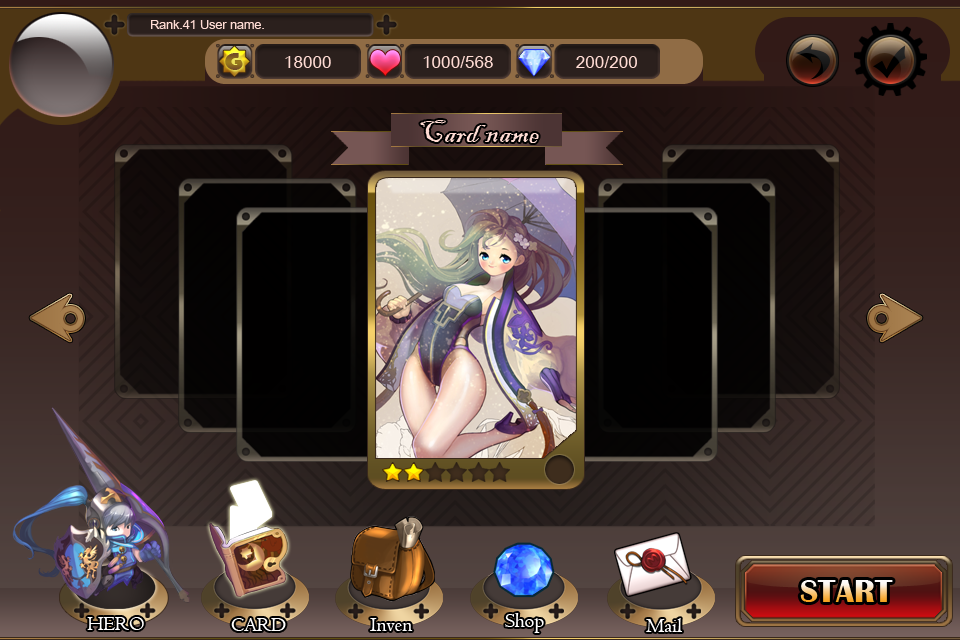 Rank.41 User name.
G 18000 1000/568 200/200
Card name
HERO CARD Inven Shop Mail START